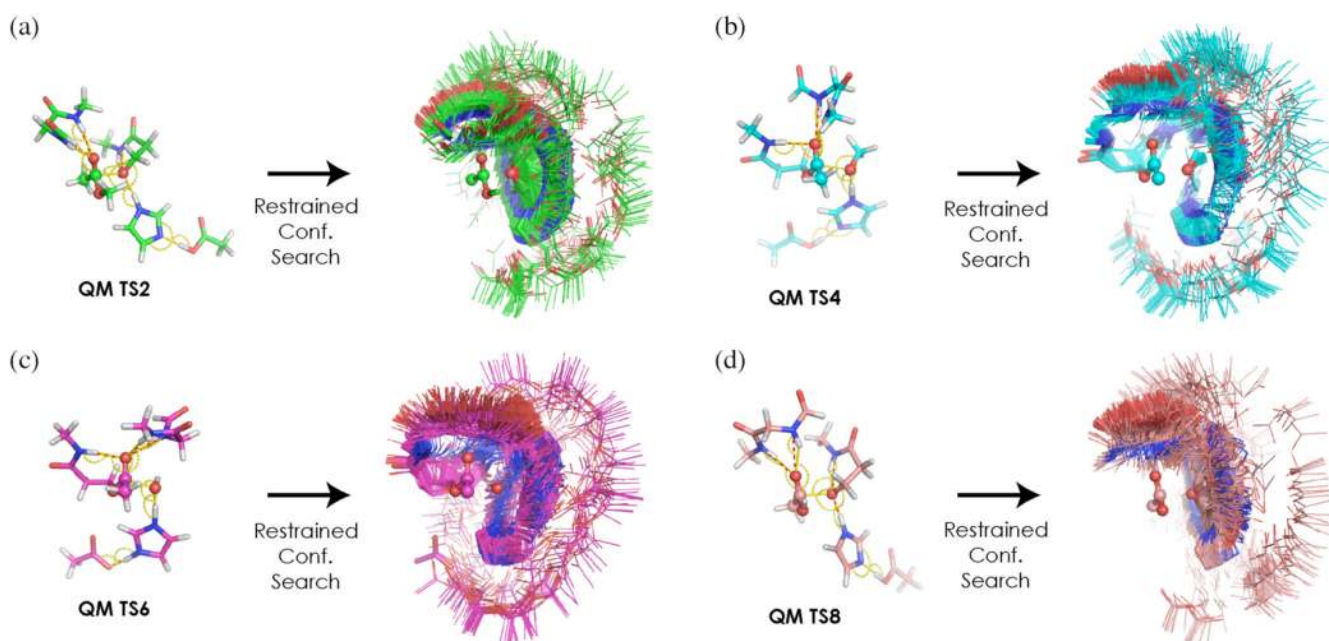 (a)
Restrained
Conf.
Search
QM TS2
(b)
Restrained
Conf.
Search
QM TS4
(c)
Restrained
Conf.
Search
QM TS6
(d)
Restrained
Conf.
Search
QM TS8